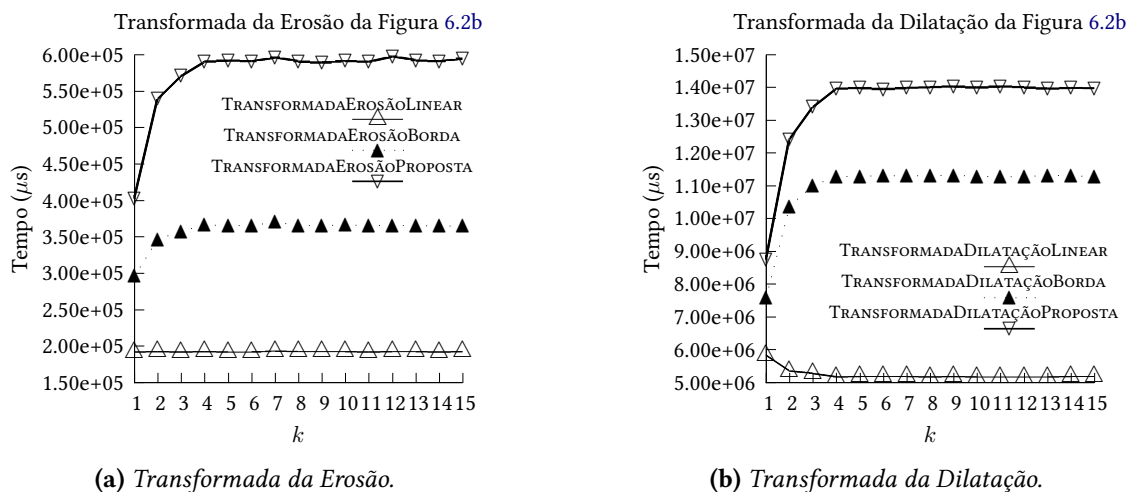 Transformada da Erosão da Figura 6.2b
6.00e+05
5.50e+05
5.00e+05
4.50e+05
4.00e+05
3.50e+05
3.00e+05
2.50e+05
2.00e+05
1.50e+05
Tempo (μs)
TransformadaErosãoLinear
TransformadaErosãoBorda
TransformadaErosãoProposta
1 2 3 4 5 6 7 8 9 10 11 12 13 14 15
k
(a) Transformada da Erosão.
Transformada da Dilatação da Figura 6.2b
1.50e+07
1.40e+07
1.30e+07
1.20e+07
1.10e+07
1.00e+07
9.00e+06
8.00e+06
7.00e+06
6.00e+06
5.00e+06
Tempo (μs)
TransformadaDilataçãoLinear
TransformadaDilataçãoBorda
TransformadaDilataçãoProposta
1 2 3 4 5 6 7 8 9 10 11 12 13 14 15
k
(b) Transformada da Dilatação.